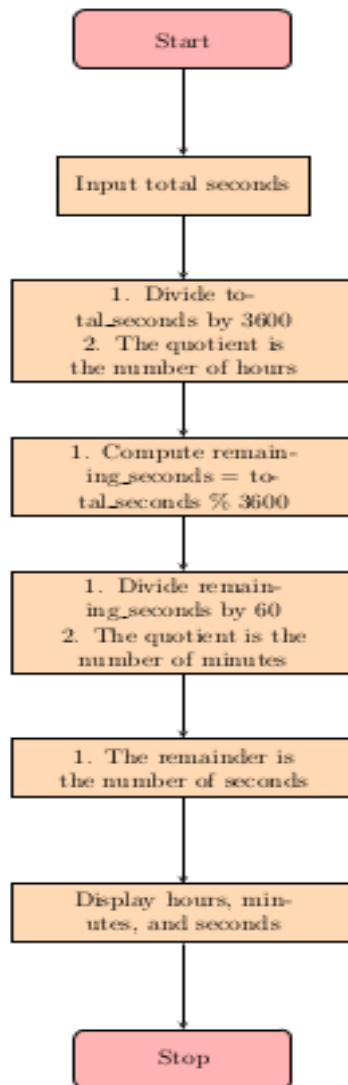 Start
Input total seconds
1. Divide to-
tal_seconds by 3600
2. The quotient is
the number of hours
1. Compute remain-
ing_seconds = to-
tal_seconds % 3600
1. Divide remain-
ing_seconds by 60
2. The quotient is the
number of minutes
1. The remainder is
the number of seconds
Display hours, min-
utes, and seconds
Stop